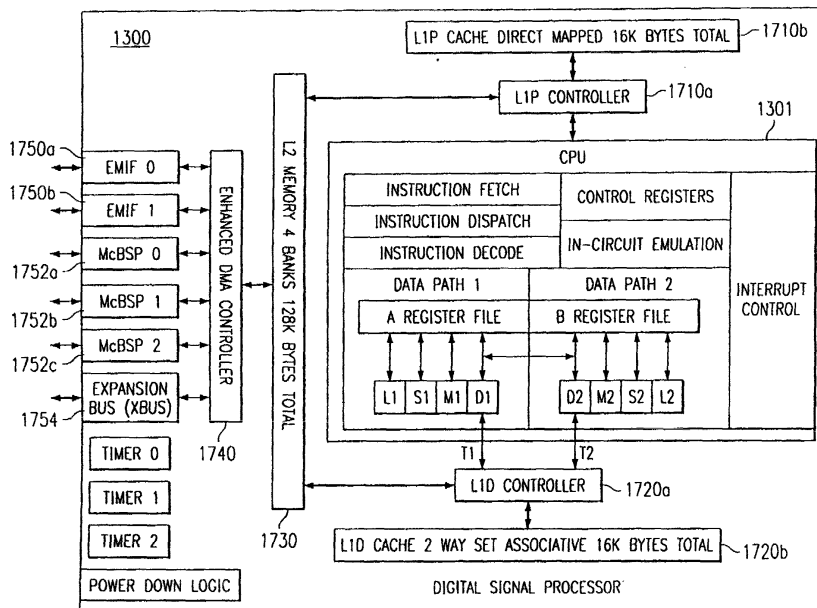 1300
L1P CACHE DIRECT MAPPED 16K BYTES TOTAL
1710b
L1P CONTROLLER
1710a
1301
CPU
INSTRUCTION FETCH
INSTRUCTION DISPATCH
INSTRUCTION DECODE
CONTROL REGISTERS
IN-CIRCUIT EMULATION
INTERRUPT
CONTROL
DATA PATH 1
DATA PATH 2
A REGISTER FILE
B REGISTER FILE
L1 S1 M1 D1
D2 M2 S2 L2
T1
T2
L1D CONTROLLER
1720a
L1D CACHE 2 WAY SET ASSOCIATIVE 16K BYTES TOTAL
1720b
DIGITAL SIGNAL PROCESSOR
L2 MEMORY 4 BANKS 128K BYTES TOTAL
1730
ENHANCED DMA CONTROLLER
1740
1750a
EMIF 0
1750b
EMIF 1
McBSP 0
1752a
McBSP 1
1752b
McBSP 2
1752c
EXPANSION
BUS (XBUS)
1754
TIMER 0
TIMER 1
TIMER 2
POWER DOWN LOGIC